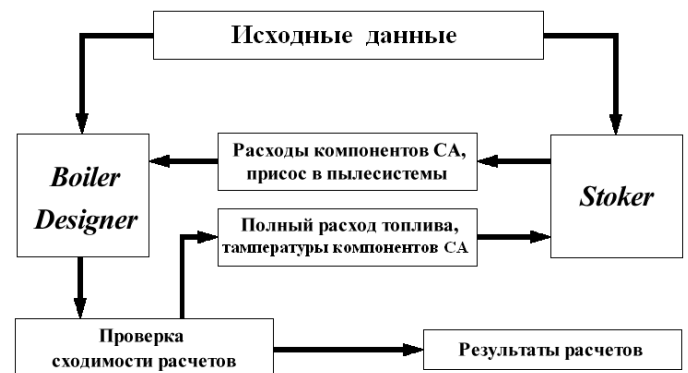 Исходные данные
Boiler
Designer
Расходы компонентов СА,
присос в пылесистемы
Stoker
Полный расход топлива,
тампературы компонентов СА
Проверка
сходимости расчетов
Результаты расчетов